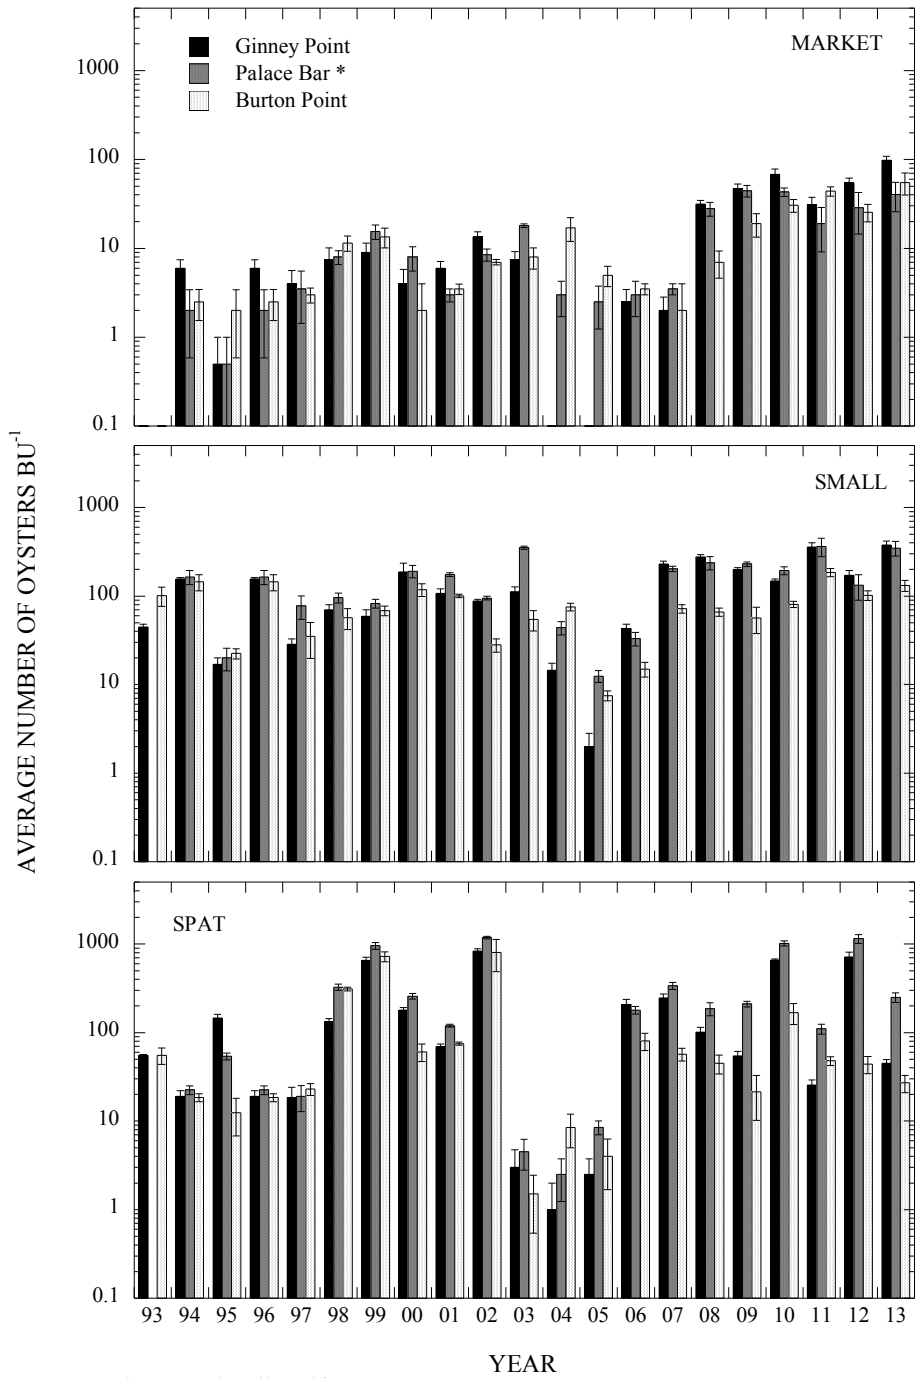 MARKET
Ginney Point
Palace Bar *
Burton Point
1000
100
10
1
0.1
SMALL
1000
100
10
1
0.1
SPAT
1000
100
10
1
0.1
AVERAGE NUMBER OF OYSTERS BU-1
93 94 95 96 97 98 99 00 01 02 03 04 05 06 07 08 09 10 11 12 13
YEAR